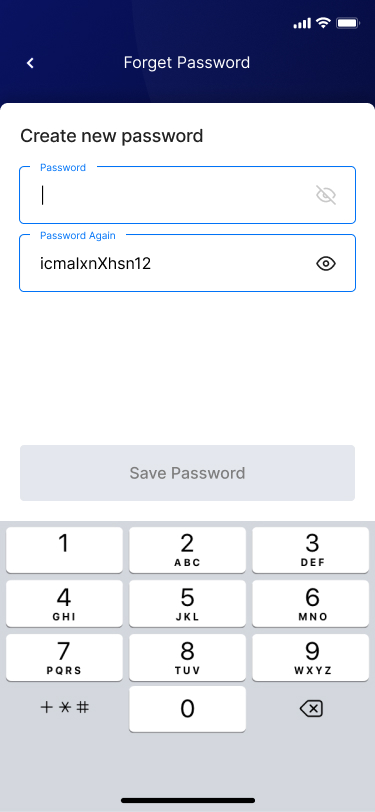 Forget Password
Create new password
Password
Password Again
icmalxnXhsn12
Save Password
1
2
ABC
3
DEF
4
GHI
5
JKL
6
MNO
7
PQRS
8
TUV
9
WXYZ
+*#
0